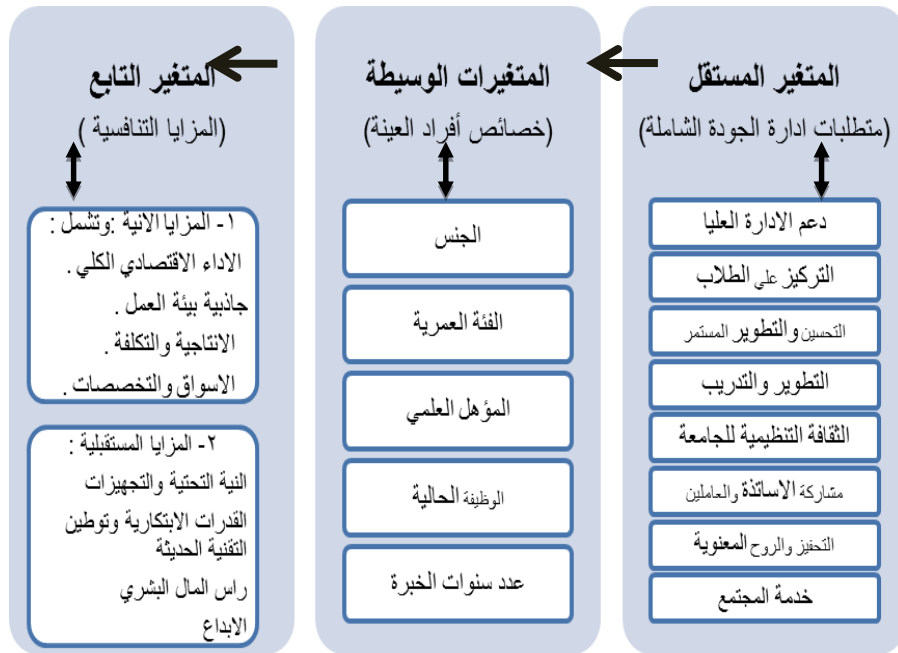 المتغير المستقل
(متطلبات ادارة الجودة الشاملة)
دعم الادارة العليا
التركيز علي الطلاب
التحسين والتطوير المستمر
التطوير والتدريب
الثقافة التنظيمية للجامعة
مشاركة الاساتذة والعاملين
التحفيز والروح المعنوية
خدمة المجتمع
المتغيرات الوسيطة
(خصائص أفراد العينة)
الجنس
الفئة العمرية
المؤهل العلمي
الوظيفة الحالية
عدد سنوات الخبرة
المتغير التابع
(المزايا التنافسية )
١- المزايا الانية :وتشمل :
الاداء الاقتصادي الكلي .
جاذبية بيئة العمل .
الانتاجية والتكلفة .
الاسواق والتخصصات .
٢- المزايا المستقبلية :
النية التحتية والتجهيزات
القدرات الابتكارية وتوطين
التقنية الحديثة
راس المال البشري
الابداع